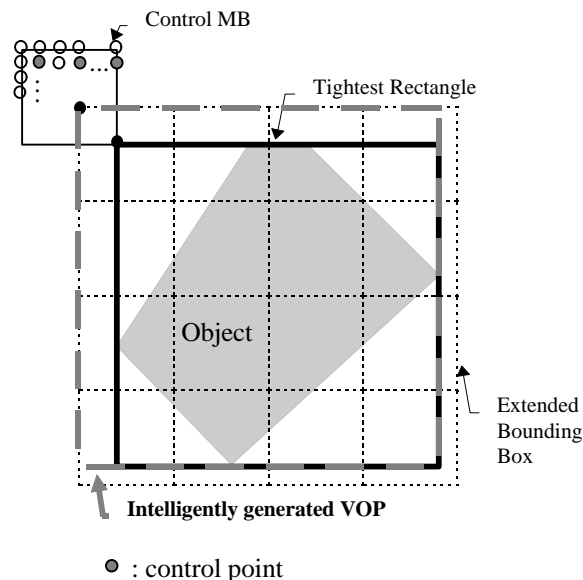 Control MB
Tightest Rectangle
Object
Extended
Bounding
Box
Intelligently generated VOP
: control point